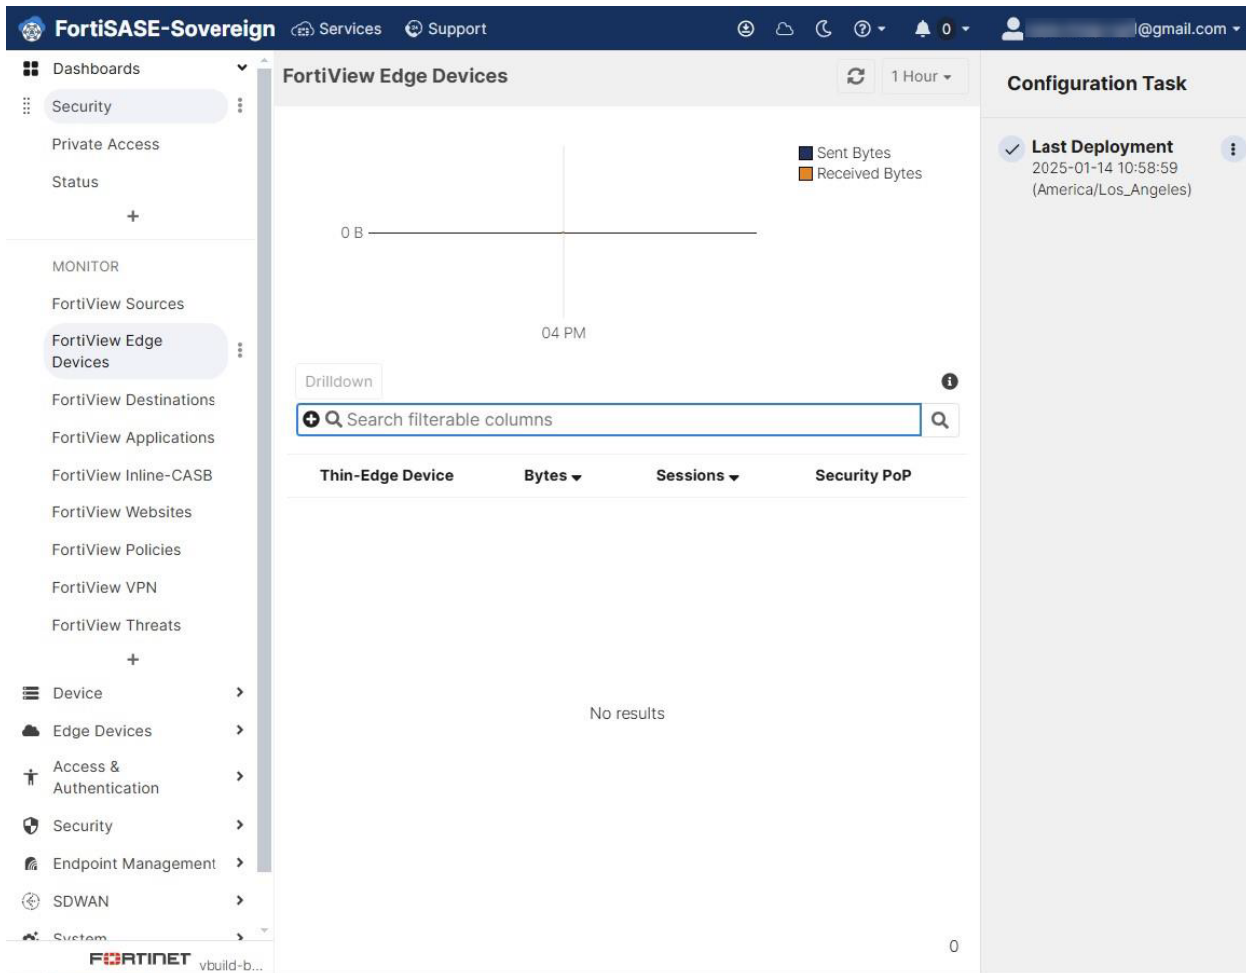 FortiSASE-Sovereign
Services
Support
0
@gmail.com
Dashboards
Security
Private Access
Status
+
MONITOR
FortiView Sources
FortiView Edge
Devices
FortiView Destinations
FortiView Applications
FortiView Inline-CASB
FortiView Websites
FortiView Policies
FortiView VPN
FortiView Threats
+
Device
Edge Devices
Access &
Authentication
Security
Endpoint Management
SDWAN
System
FORTINET
vbuild-b...
FortiView Edge Devices
1 Hour
Sent Bytes
Received Bytes
0 B
04 PM
Drilldown
Search filterable columns
Thin-Edge Device Bytes Sessions Security PoP
No results
0
Configuration Task
Last Deployment
2025-01-14 10:58:59
(America/Los_Angeles)